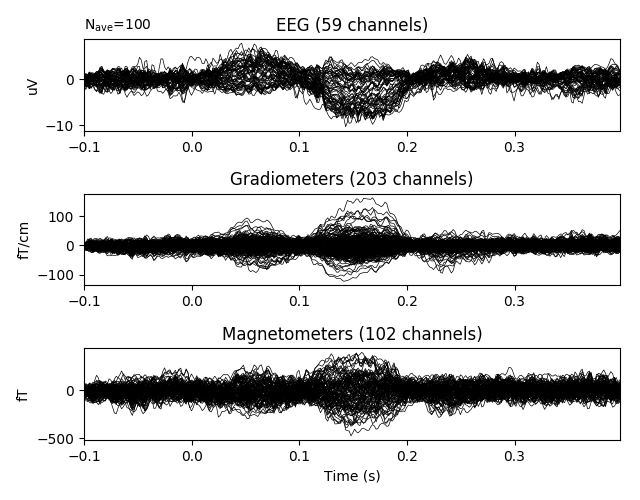 N_ave=100
EEG (59 channels)
uV
0
−10
−0.1 0.0 0.1 0.2 0.3
Gradiometers (203 channels)
fT/cm
100
0
−100
−0.1 0.0 0.1 0.2 0.3
Magnetometers (102 channels)
fT
0
−500
−0.1 0.0 0.1 0.2 0.3
Time (s)